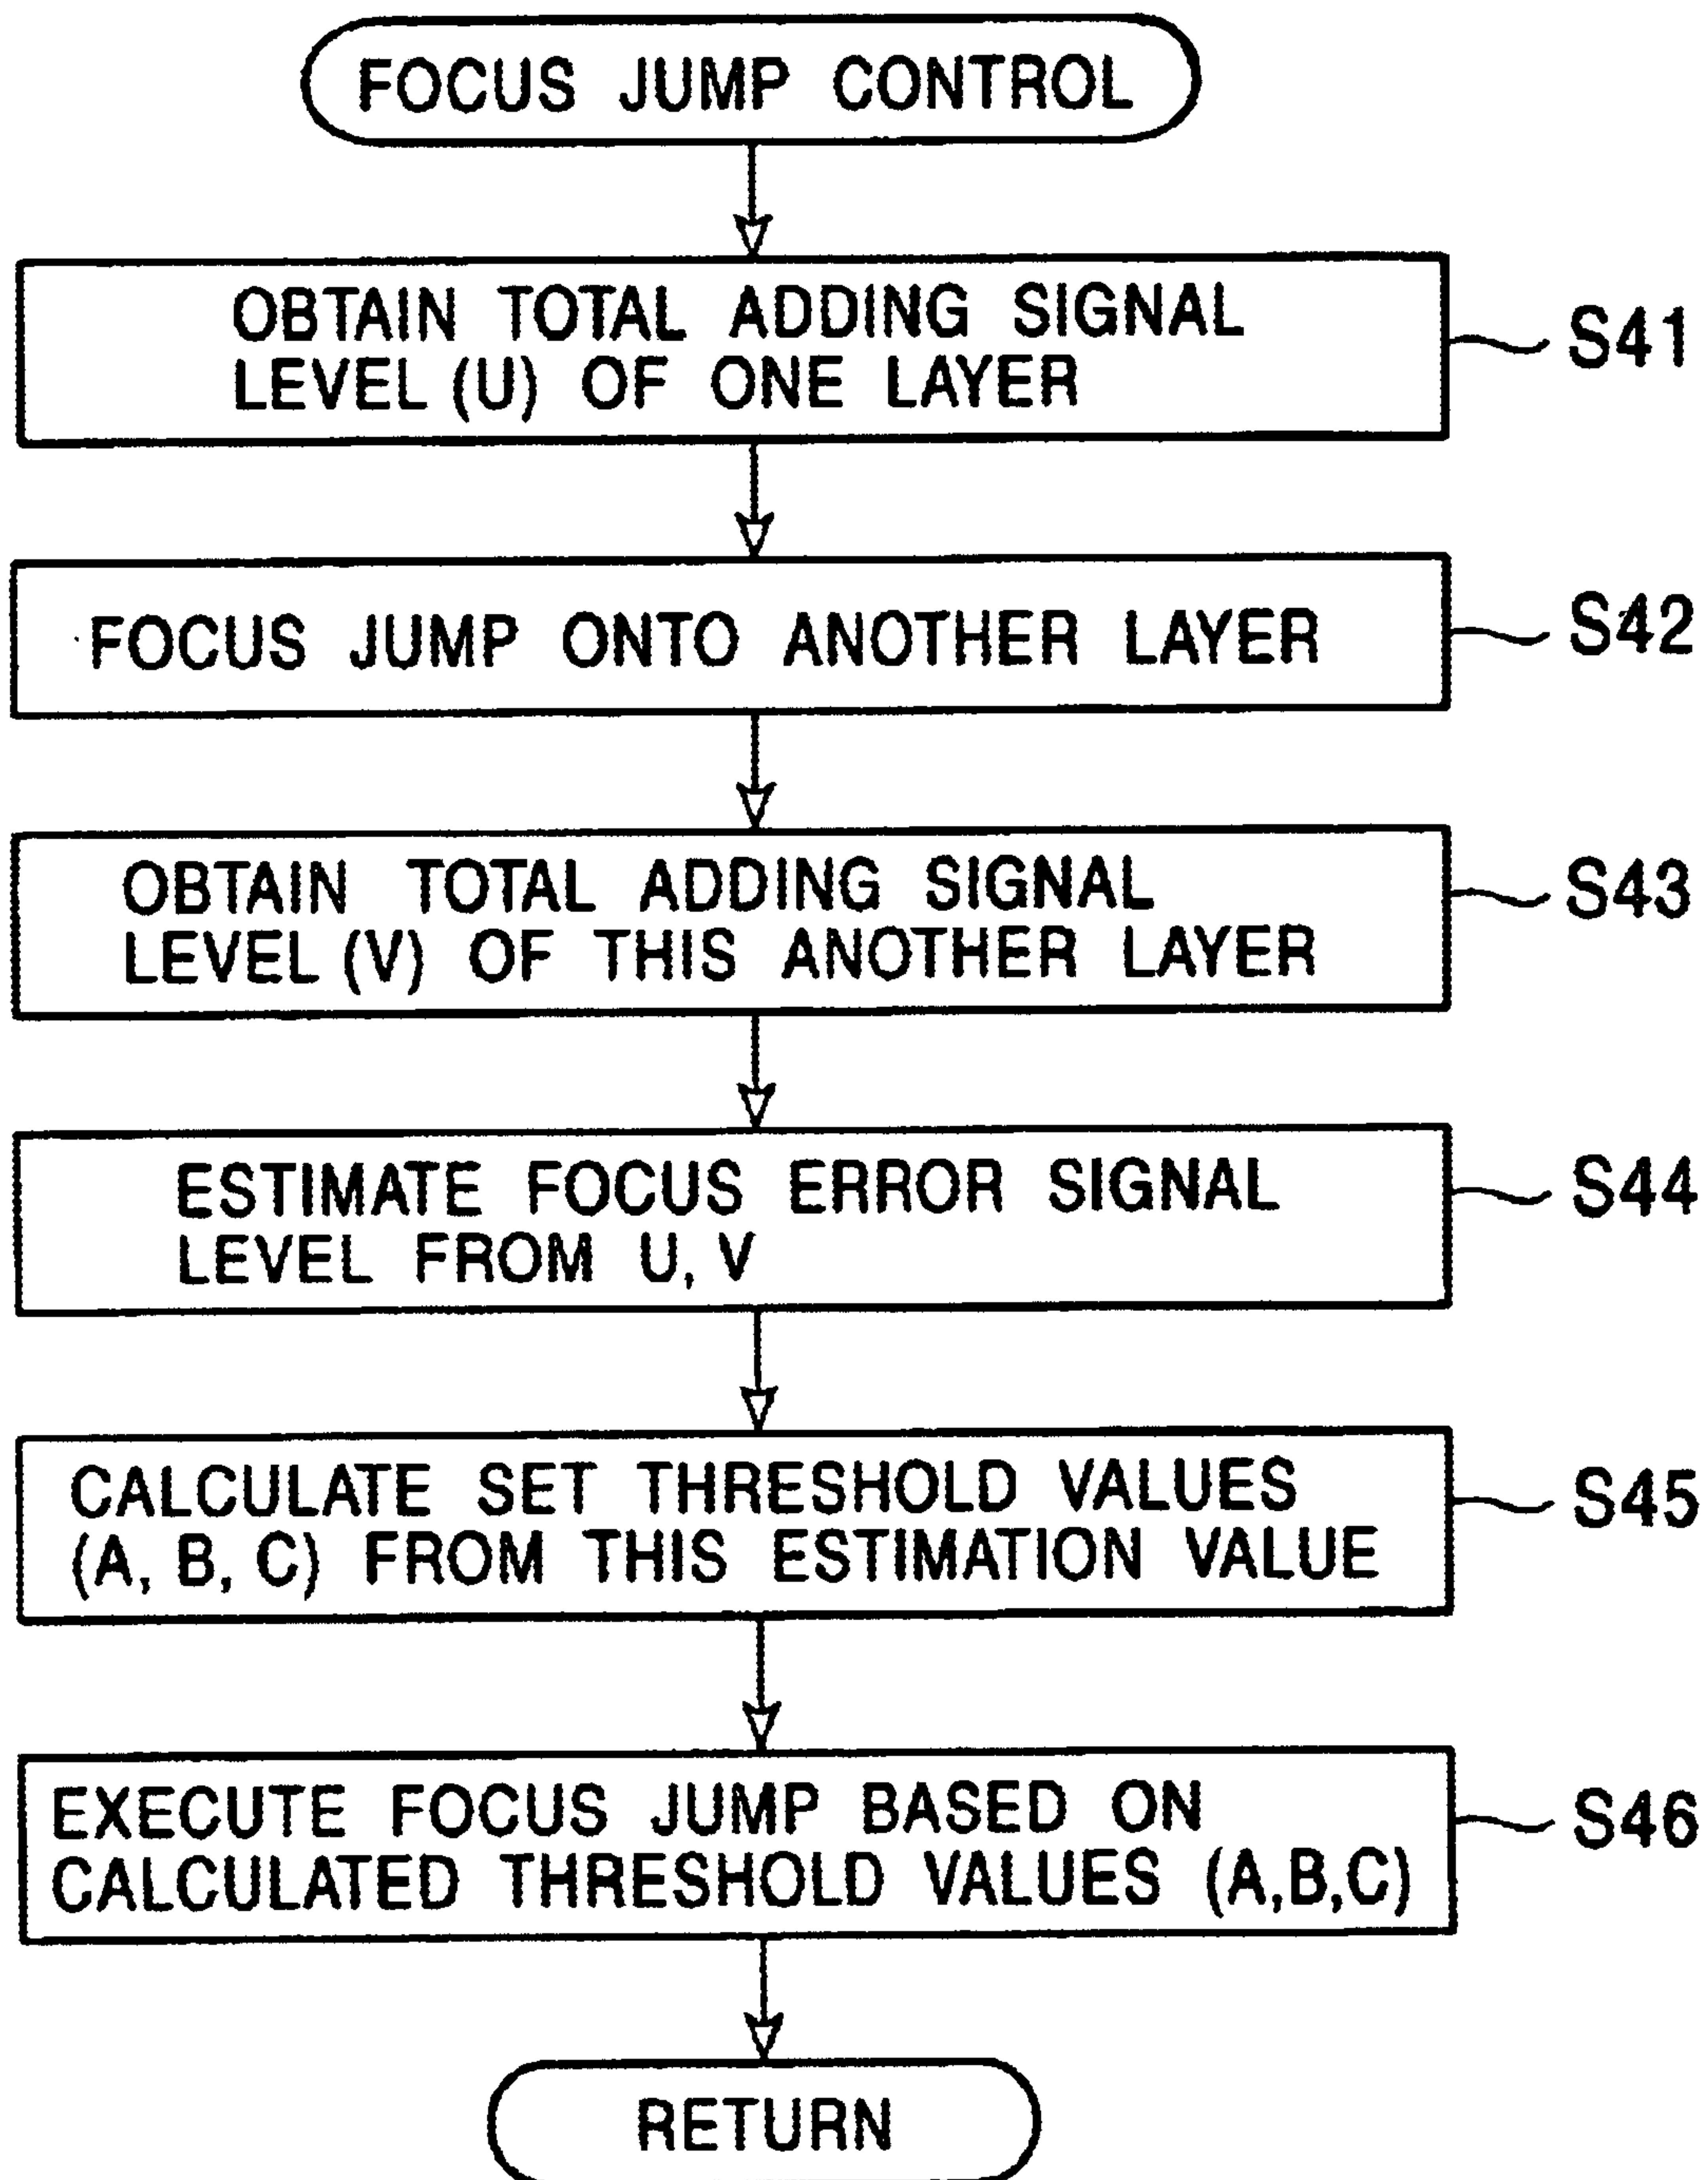 FOCUS JUMP CONTROL
OBTAIN TOTAL ADDING SIGNAL
LEVEL (U) OF ONE LAYER
S41
FOCUS JUMP ONTO ANOTHER LAYER
S42
OBTAIN TOTAL ADDING SIGNAL
LEVEL (V) OF THIS ANOTHER LAYER
S43
ESTIMATE FOCUS ERROR SIGNAL
LEVEL FROM U, V
S44
CALCULATE SET THRESHOLD VALUES
(A, B, C) FROM THIS ESTIMATION VALUE
S45
EXECUTE FOCUS JUMP BASED ON
CALCULATED THRESHOLD VALUES (A,B,C)
S46
RETURN